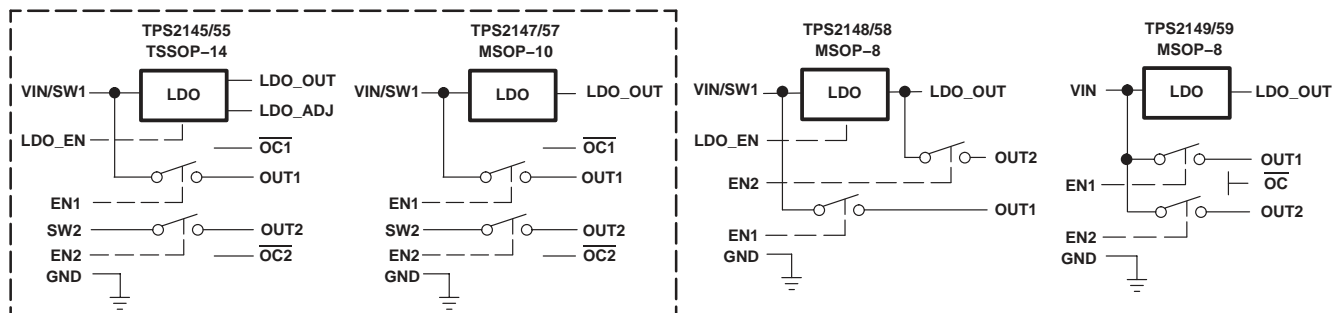 TPS2145/55
TSSOP–14
VIN/SW1
LDO
LDO_OUT
LDO_ADJ
LDO_EN
OC1
OUT1
EN1
SW2
OUT2
EN2
OC2
GND
TPS2147/57
MSOP–10
VIN/SW1
LDO
LDO_OUT
OC1
OUT1
EN1
SW2
OUT2
EN2
OC2
GND
TPS2148/58
MSOP–8
VIN/SW1
LDO
LDO_OUT
LDO_EN
OUT2
EN2
OUT1
EN1
GND
TPS2149/59
MSOP–8
VIN
LDO
LDO_OUT
OUT1
OC
EN1
OUT2
EN2
GND